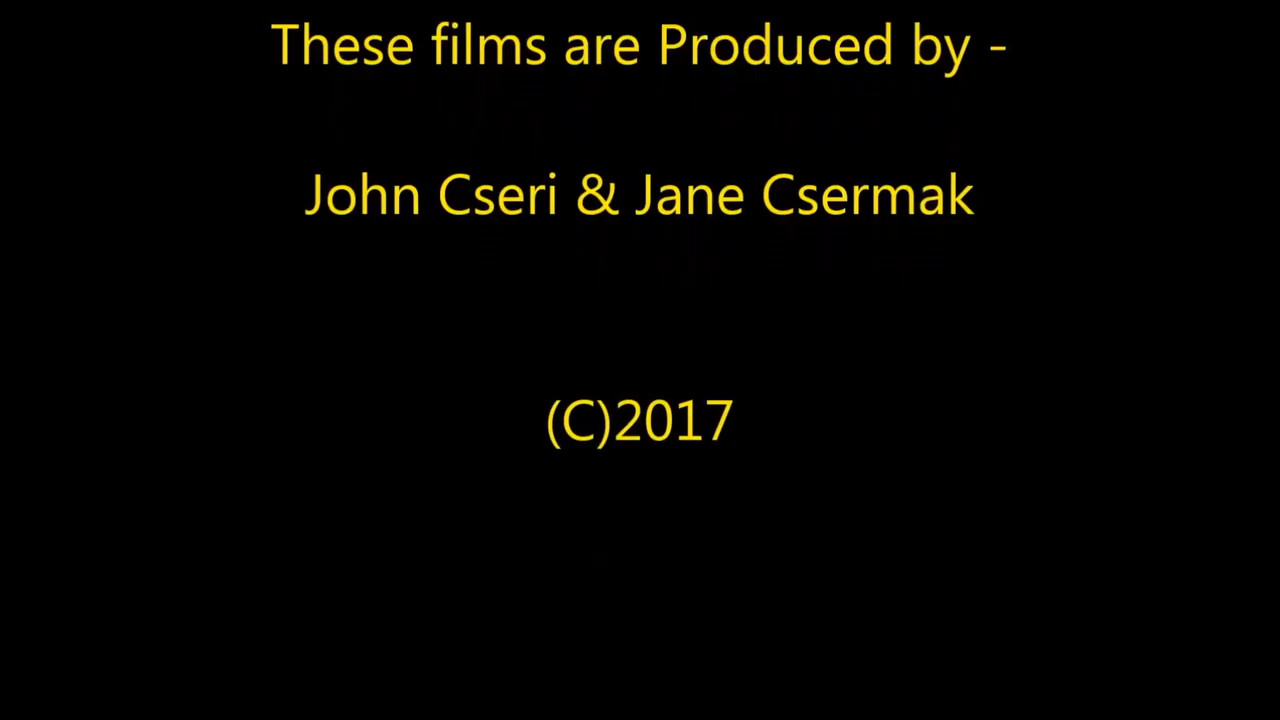 These films are Produced by -
John Cseri & Jane Csermak
(C)2017